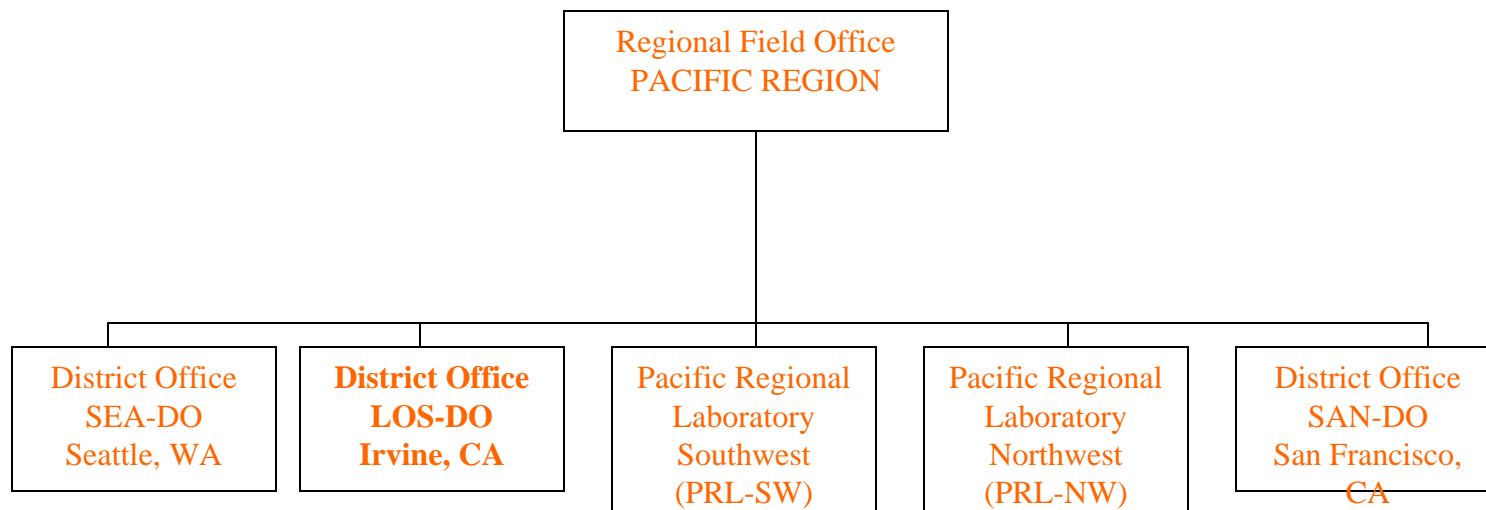 Regional Field Office
PACIFIC REGION
District Office
SEA-DO
Seattle, WA
District Office
LOS-DO
Irvine, CA
Pacific Regional
Laboratory
Southwest
(PRL-SW)
Pacific Regional
Laboratory
Northwest
(PRL-NW)
District Office
SAN-DO
San Francisco,
CA